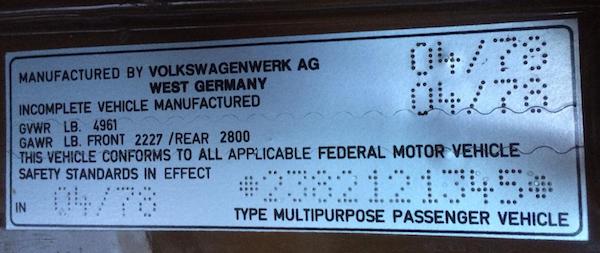 MANUFACTURED BY VOLKSWAGENWERK AG 04/78
WEST GERMANY
INCOMPLETE VEHICLE MANUFACTURED 04/78
GVWR LB. 4961
GAWR LB. FRONT 2227 /REAR 2800
THIS VEHICLE CONFORMS TO ALL APPLICABLE FEDERAL MOTOR VEHICLE
SAFETY STANDARDS IN EFFECT
IN 04/78 *2382121345*
TYPE MULTIPURPOSE PASSENGER VEHICLE